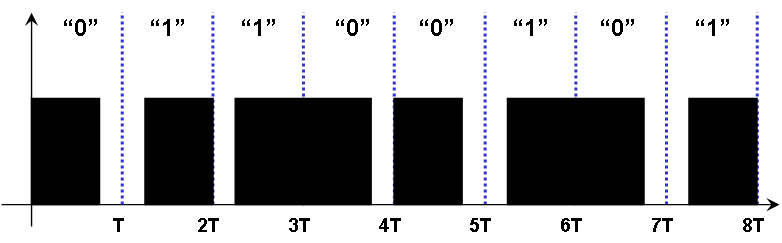 “0” “1” “1” “0” “0” “1” “0” “1”
T 2T 3T 4T 5T 6T 7T 8T